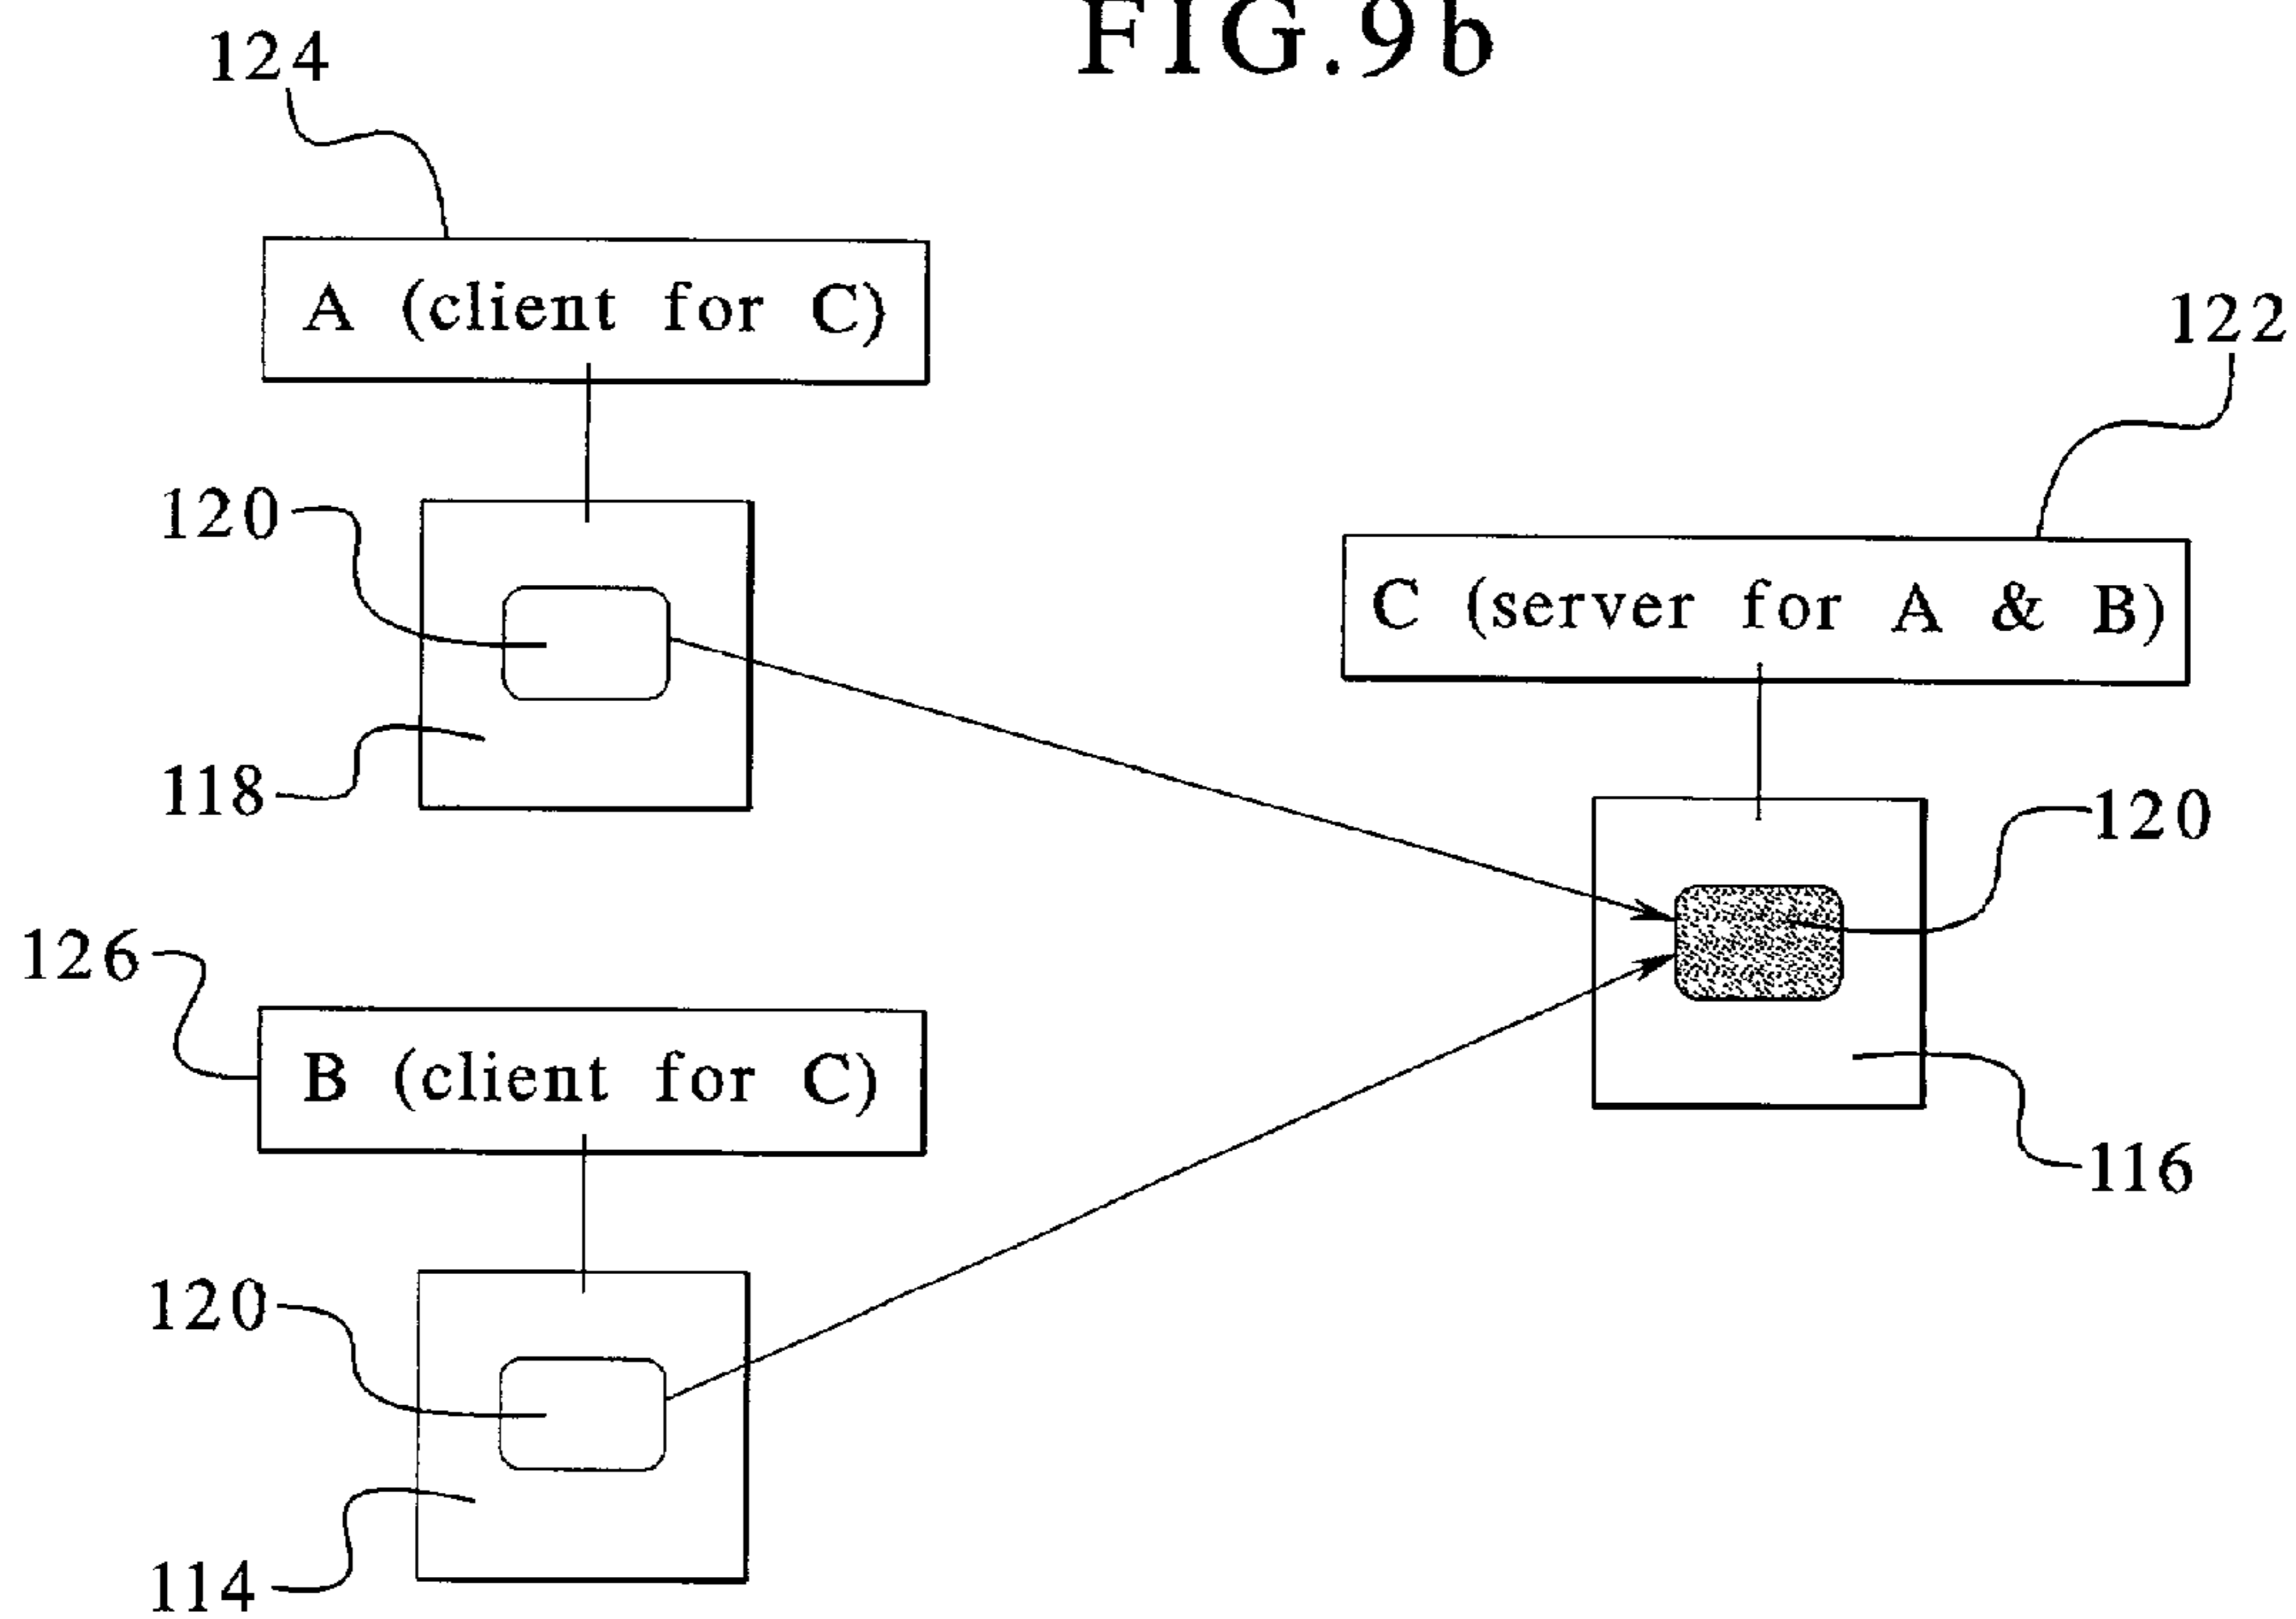 FIG.9b
124
A (client for C)
122
120
C (server for A & B)
118
120
126
B (client for C)
116
120
114